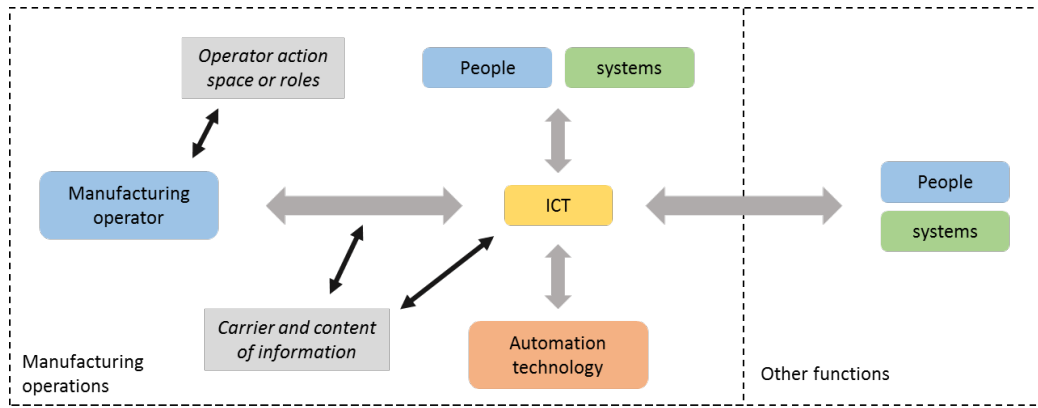 Operator action
space or roles
People
systems
Manufacturing
operator
ICT
People
systems
Carrier and content
of information
Automation
technology
Manufacturing
operations
Other functions